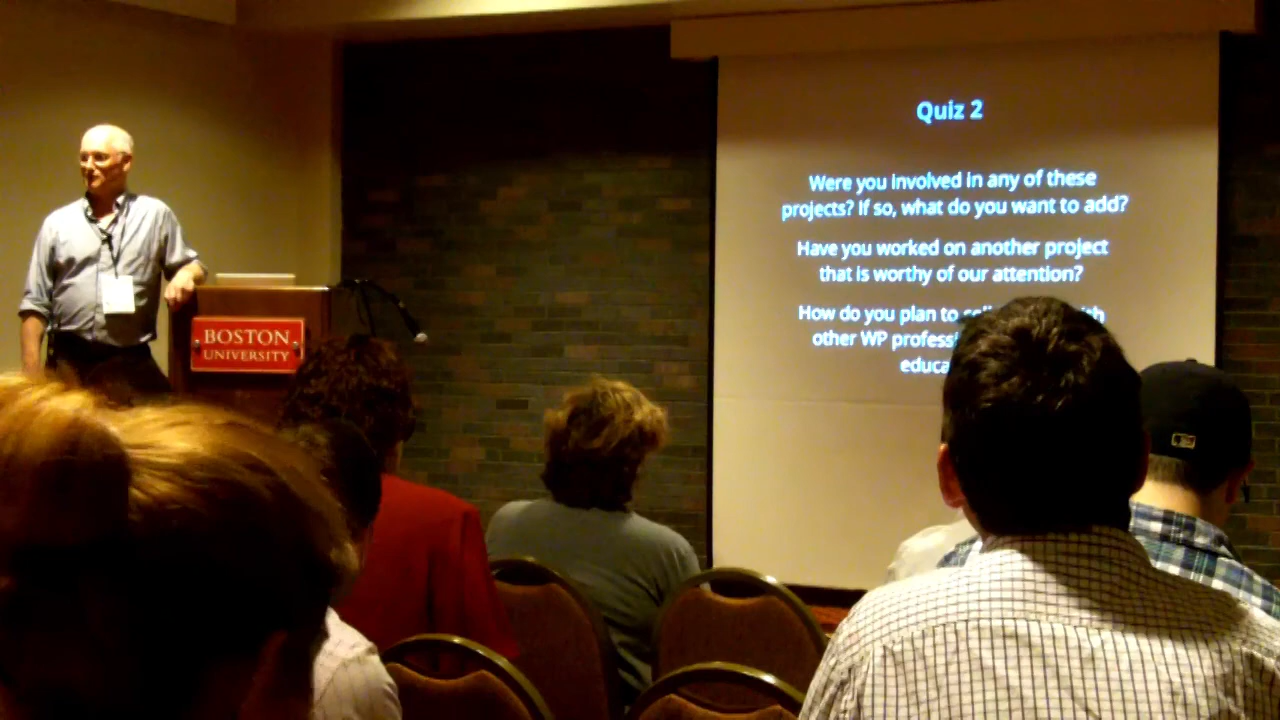 BOSTON
UNIVERSITY
Quiz 2
Were you involved in any of these
projects? If so, what do you want to add?
Have you worked on another project
that is worthy of our attention?
How do you plan to
other WP